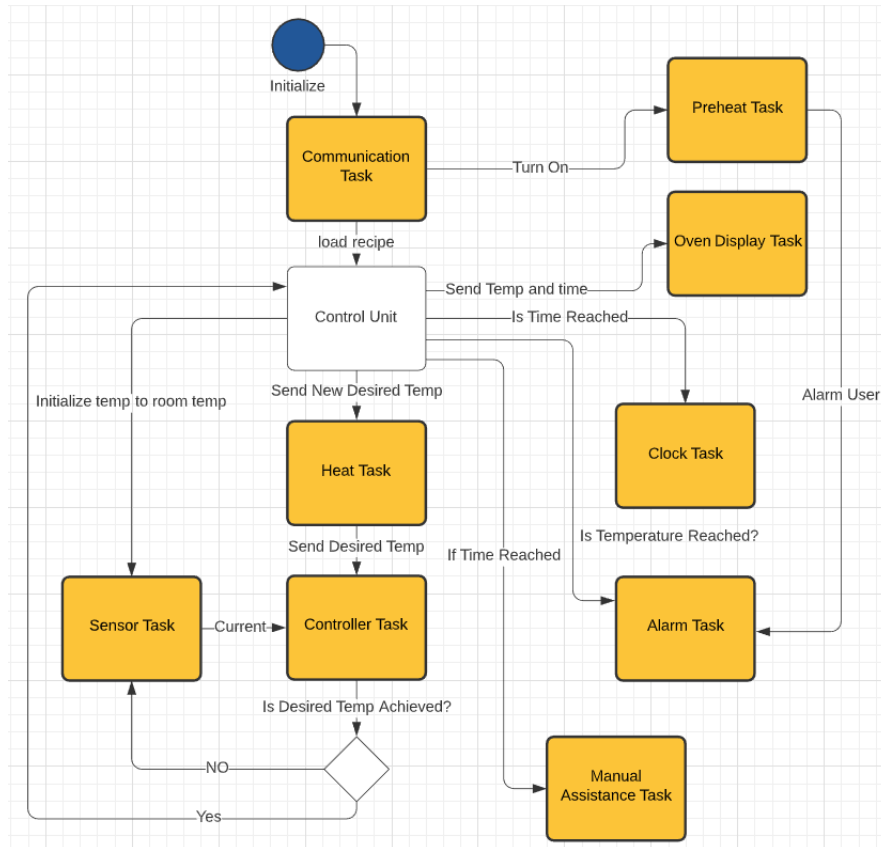 Initialize
Communication
Task
Preheat Task
Turn On
Oven Display Task
load recipe
Send Temp and time
Control Unit
Is Time Reached
Send New Desired Temp
Initialize temp to room temp
Alarm User
Heat Task
Clock Task
Is Temperature Reached?
Send Desired Temp
If Time Reached
Sensor Task
Current
Controller Task
Alarm Task
Is Desired Temp Achieved?
NO
Yes
Manual
Assistance Task